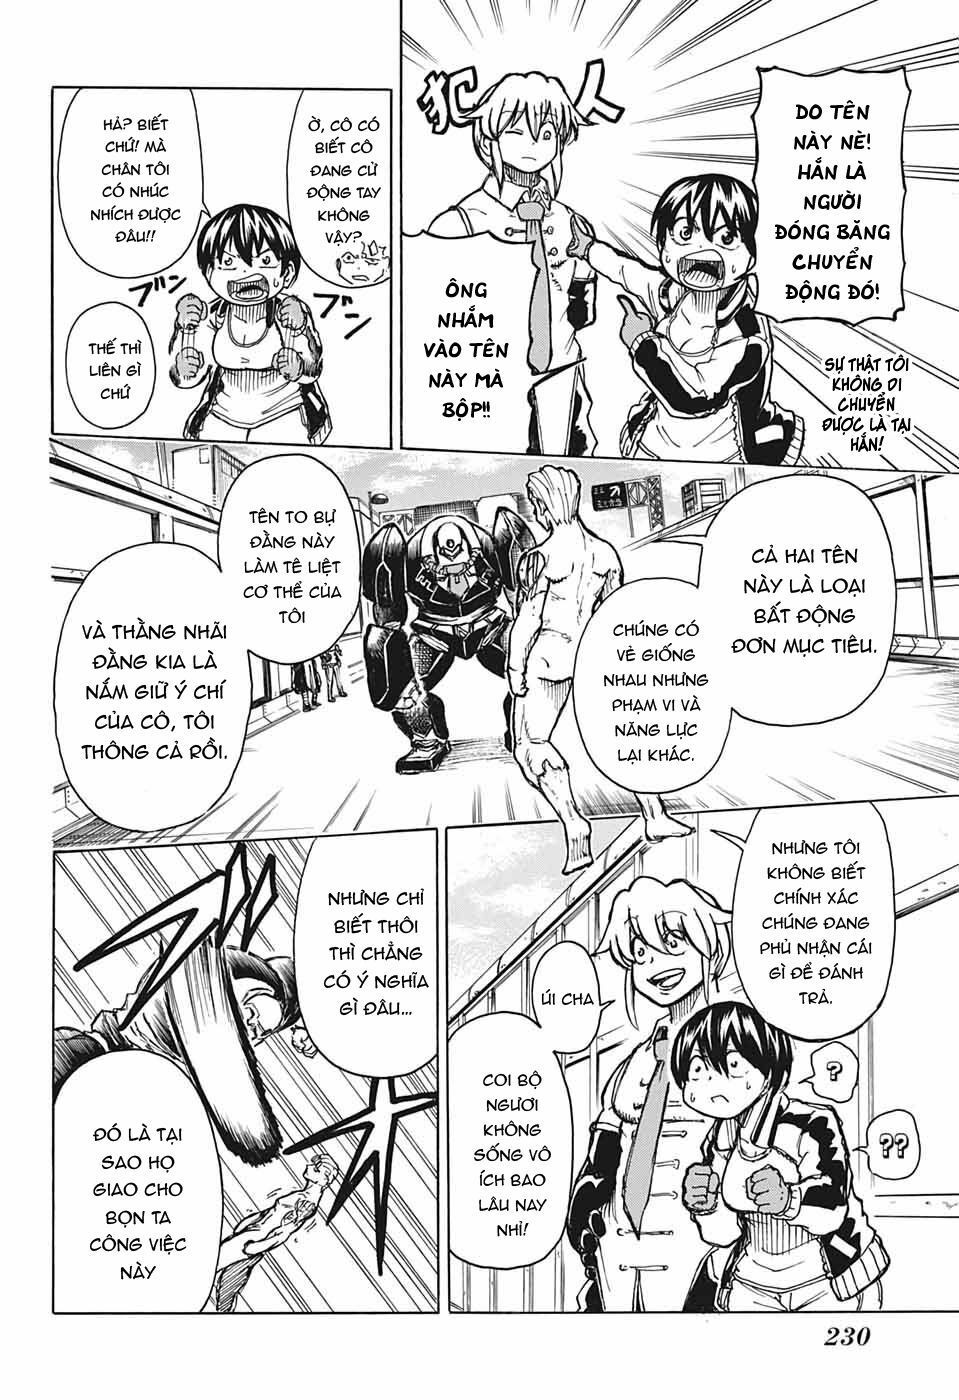 DO TÊN
NÀY NÈ!
HẮN LÀ
NGƯỜI
ĐÓNG BĂNG
CHUYỂN
ĐỘNG ĐÓ!
SỰ THẬT TÔI
KHÔNG DI
CHUYỂN
ĐƯỢC LÀ TẠI
HẮN!
犯人
ÔNG
NHẮM
VÀO TÊN
NÀY MÀ
BỘP!!
Ờ, CÔ CÓ
BIẾT CÔ
ĐANG CỬ
ĐỘNG TAY
KHÔNG
VẬY?
HẢ? BIẾT
CHỨ! MÀ
CHÂN TÔI
CÓ NHÚC
NHÍCH ĐƯỢC
ĐÂU!!
ブンブン
THẾ THÌ
LIÊN GÌ
CHỨ
CẢ HAI TÊN
NÀY LÀ LOẠI
BẤT ĐỘNG
ĐƠN MỤC TIÊU.
CHÚNG CÓ
VẺ GIỐNG
NHAU NHƯNG
PHẠM VI VÀ
NĂNG LỰC
LẠI KHÁC.
TÊN TO BỰ
ĐẰNG NÀY
LÀM TÊ LIỆT
CƠ THỂ CỦA
TÔI
VÀ THẰNG NHÃI
ĐẰNG KIA LÀ
NẮM GIỮ Ý CHÍ
CỦA CÔ, TÔI
THÔNG CẢ RỒI.
NHƯNG TÔI
KHÔNG BIẾT
CHÍNH XÁC
CHÚNG ĐANG
PHỦ NHẬN CÁI
GÌ ĐỂ ĐÁNH
TRẢ.
?
??
ÚI CHA
COI BỘ
NGƯƠI
KHÔNG
SỐNG VÔ
ÍCH BAO
LÂU NAY
NHỈ!
NHƯNG CHỈ
BIẾT THÔI
THÌ CHẲNG
CÓ Ý NGHĨA
GÌ ĐÂU...
ĐÓ LÀ TẠI
SAO HỌ
GIAO CHO
BỌN TA
CÔNG VIỆC
NÀY
230